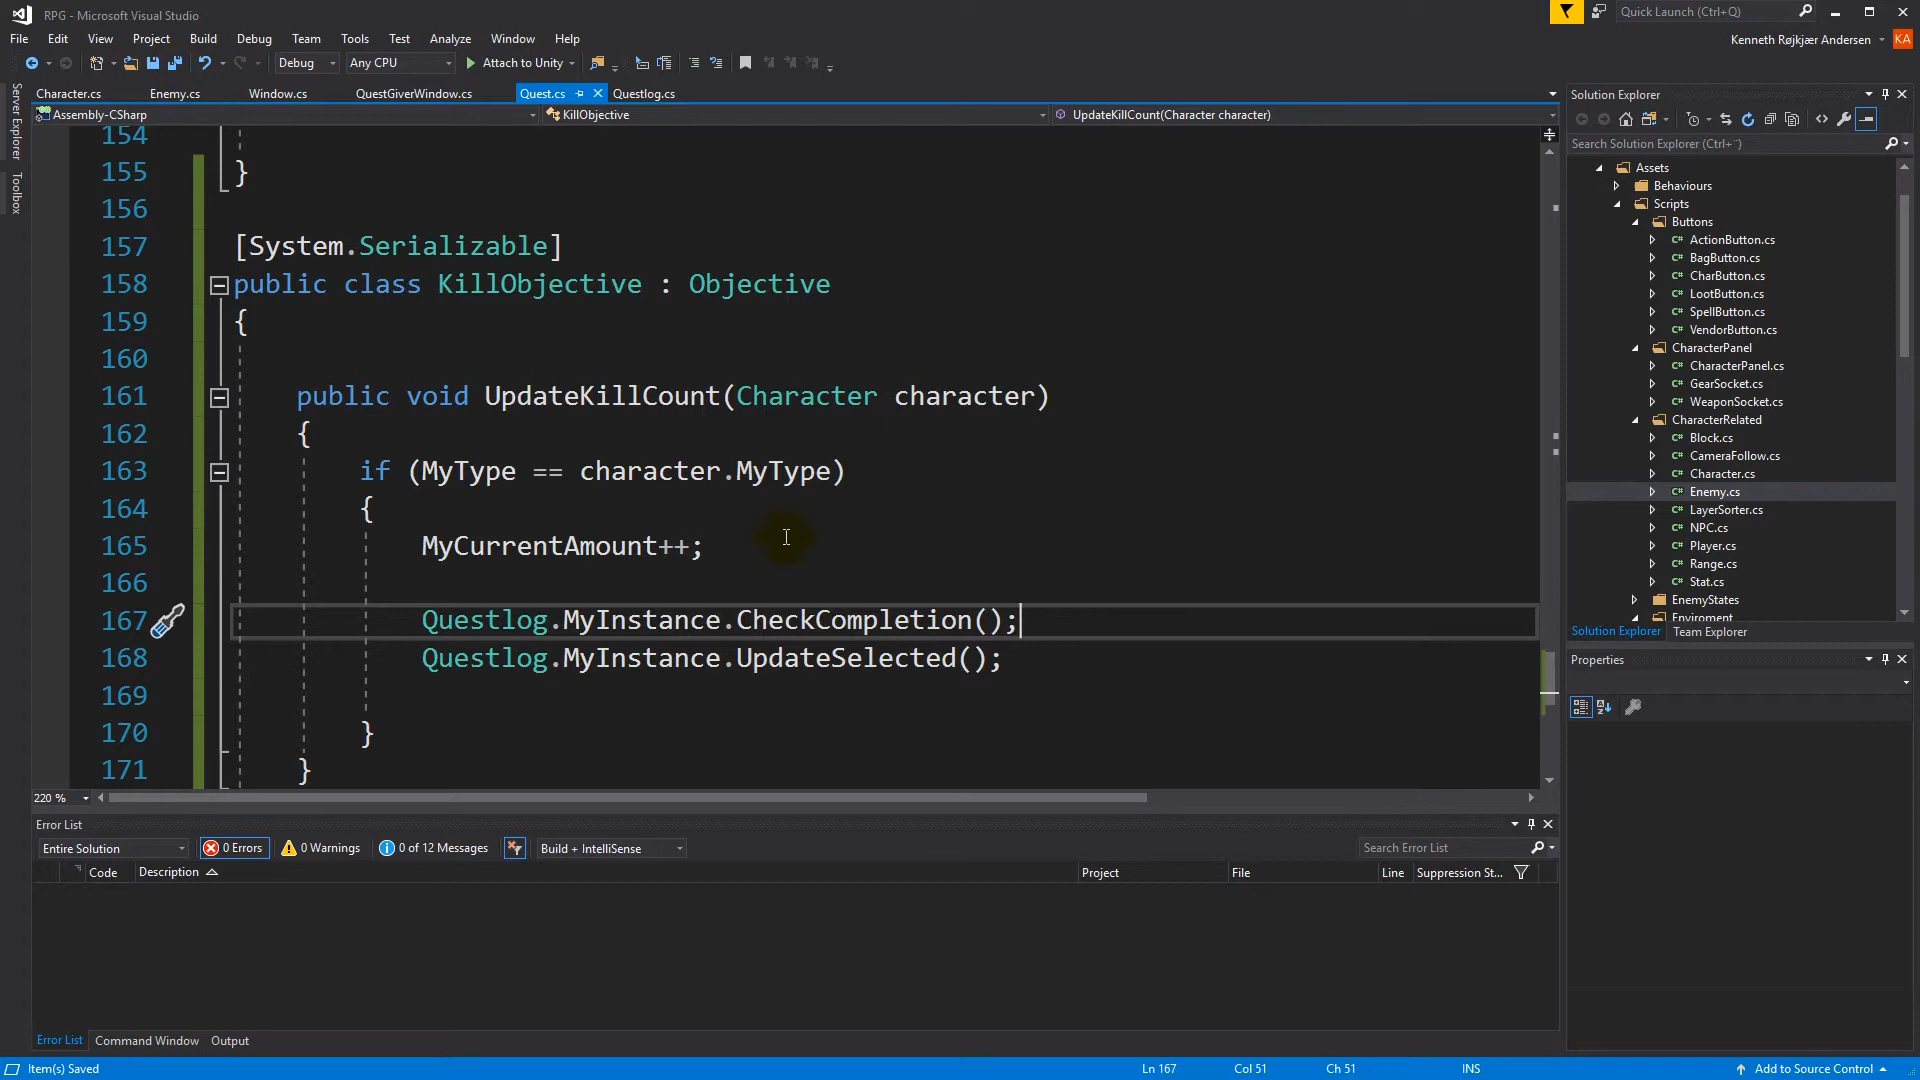 RPG - Microsoft Visual Studio
Quick Launch (Ctrl+Q)
File Edit View Project Build Debug Team Tools Test Analyze Window Help
Kenneth Røjkjær Andersen KA
Debug Any CPU Attach to Unity
Server Explorer
Toolbox
Character.cs Enemy.cs Window.cs QuestGiverWindow.cs Quest.cs Questlog.cs
Assembly-CSharp KillObjective UpdateKillCount(Character character)
154
155 }
156
157 [System.Serializable]
158 public class KillObjective : Objective
159 {
160
161 public void UpdateKillCount(Character character)
162 {
163 if (MyType == character.MyType)
164 {
165 MyCurrentAmount++;
166
167 Questlog.MyInstance.CheckCompletion();
168 Questlog.MyInstance.UpdateSelected();
169
170 }
171 }
220 %
Solution Explorer
Search Solution Explorer (Ctrl+¨)
Assets
Behaviours
Scripts
Buttons
C# ActionButton.cs
C# BagButton.cs
C# CharButton.cs
C# LootButton.cs
C# SpellButton.cs
C# VendorButton.cs
CharacterPanel
C# CharacterPanel.cs
C# GearSocket.cs
C# WeaponSocket.cs
CharacterRelated
C# Block.cs
C# CameraFollow.cs
C# Character.cs
C# Enemy.cs
C# LayerSorter.cs
C# NPC.cs
C# Player.cs
C# Range.cs
C# Stat.cs
EnemyStates
Enviroment
Solution Explorer Team Explorer
Properties
Error List
Entire Solution 0 Errors 0 Warnings 0 of 12 Messages Build + IntelliSense Search Error List
Code Description Project File Line Suppression St...
Error List Command Window Output
Item(s) Saved Ln 167 Col 51 Ch 51 INS Add to Source Control